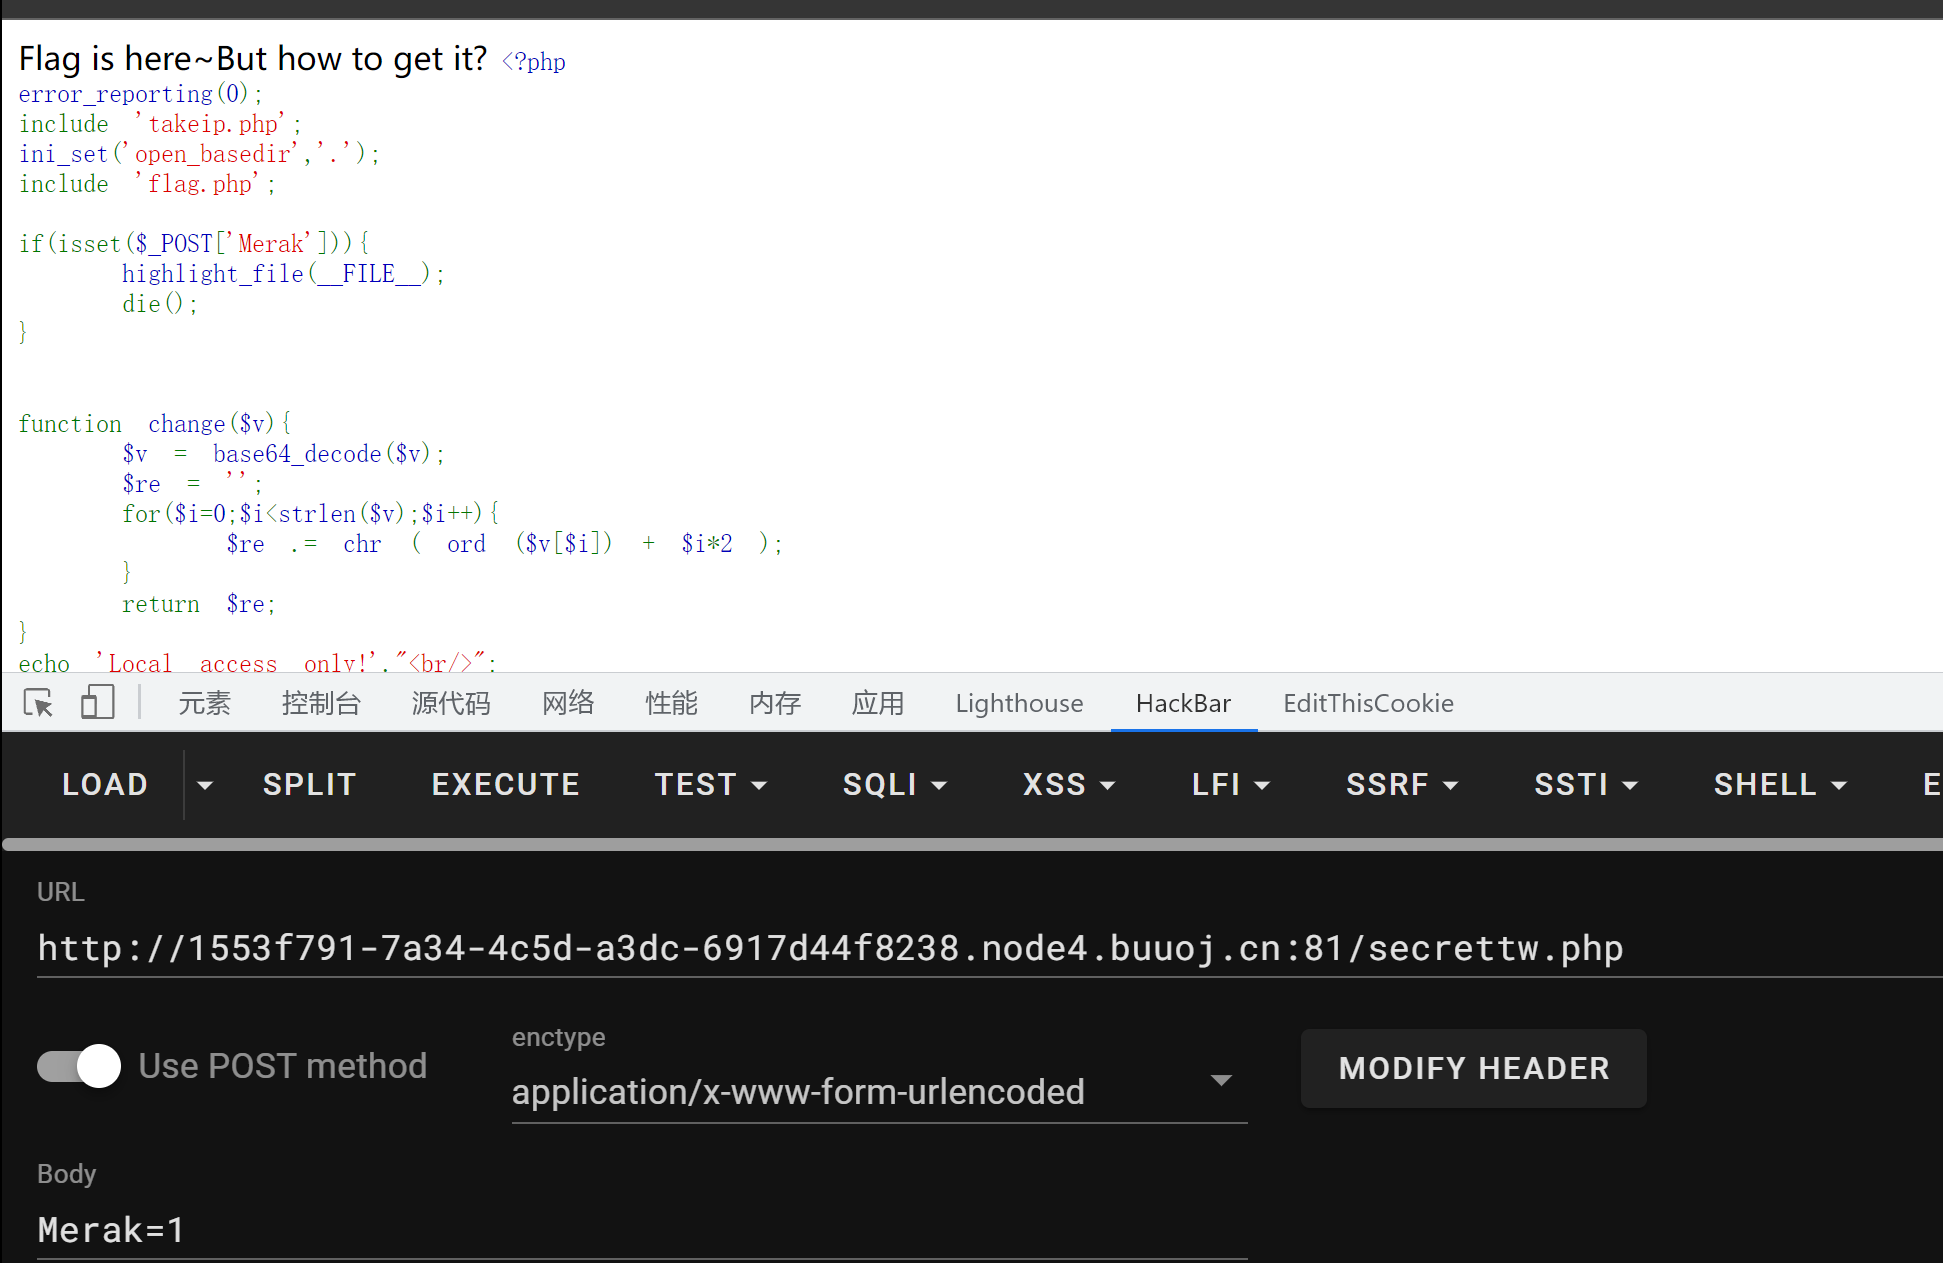 Flag is here~But how to get it? <?php
error_reporting(0);
include 'takeip.php';
ini_set('open_basedir','.');
include 'flag.php';
if(isset($_POST['Merak'])){
highlight_file(__FILE__);
die();
}
function change($v){
$v = base64_decode($v);
$re = '';
for($i=0;$i<strlen($v);$i++){
$re .= chr ( ord ($v[$i]) + $i*2 );
}
return $re;
}
echo 'Local access only!'."<br/>";
元素 控制台 源代码 网络 性能 内存 应用 Lighthouse HackBar EditThisCookie
LOAD SPLIT EXECUTE TEST SQLI XSS LFI SSRF SSTI SHELL E
URL
http://1553f791-7a34-4c5d-a3dc-6917d44f8238.node4.buuoj.cn:81/secrettw.php
enctype
Use POST method
application/x-www-form-urlencoded
MODIFY HEADER
Body
Merak=1